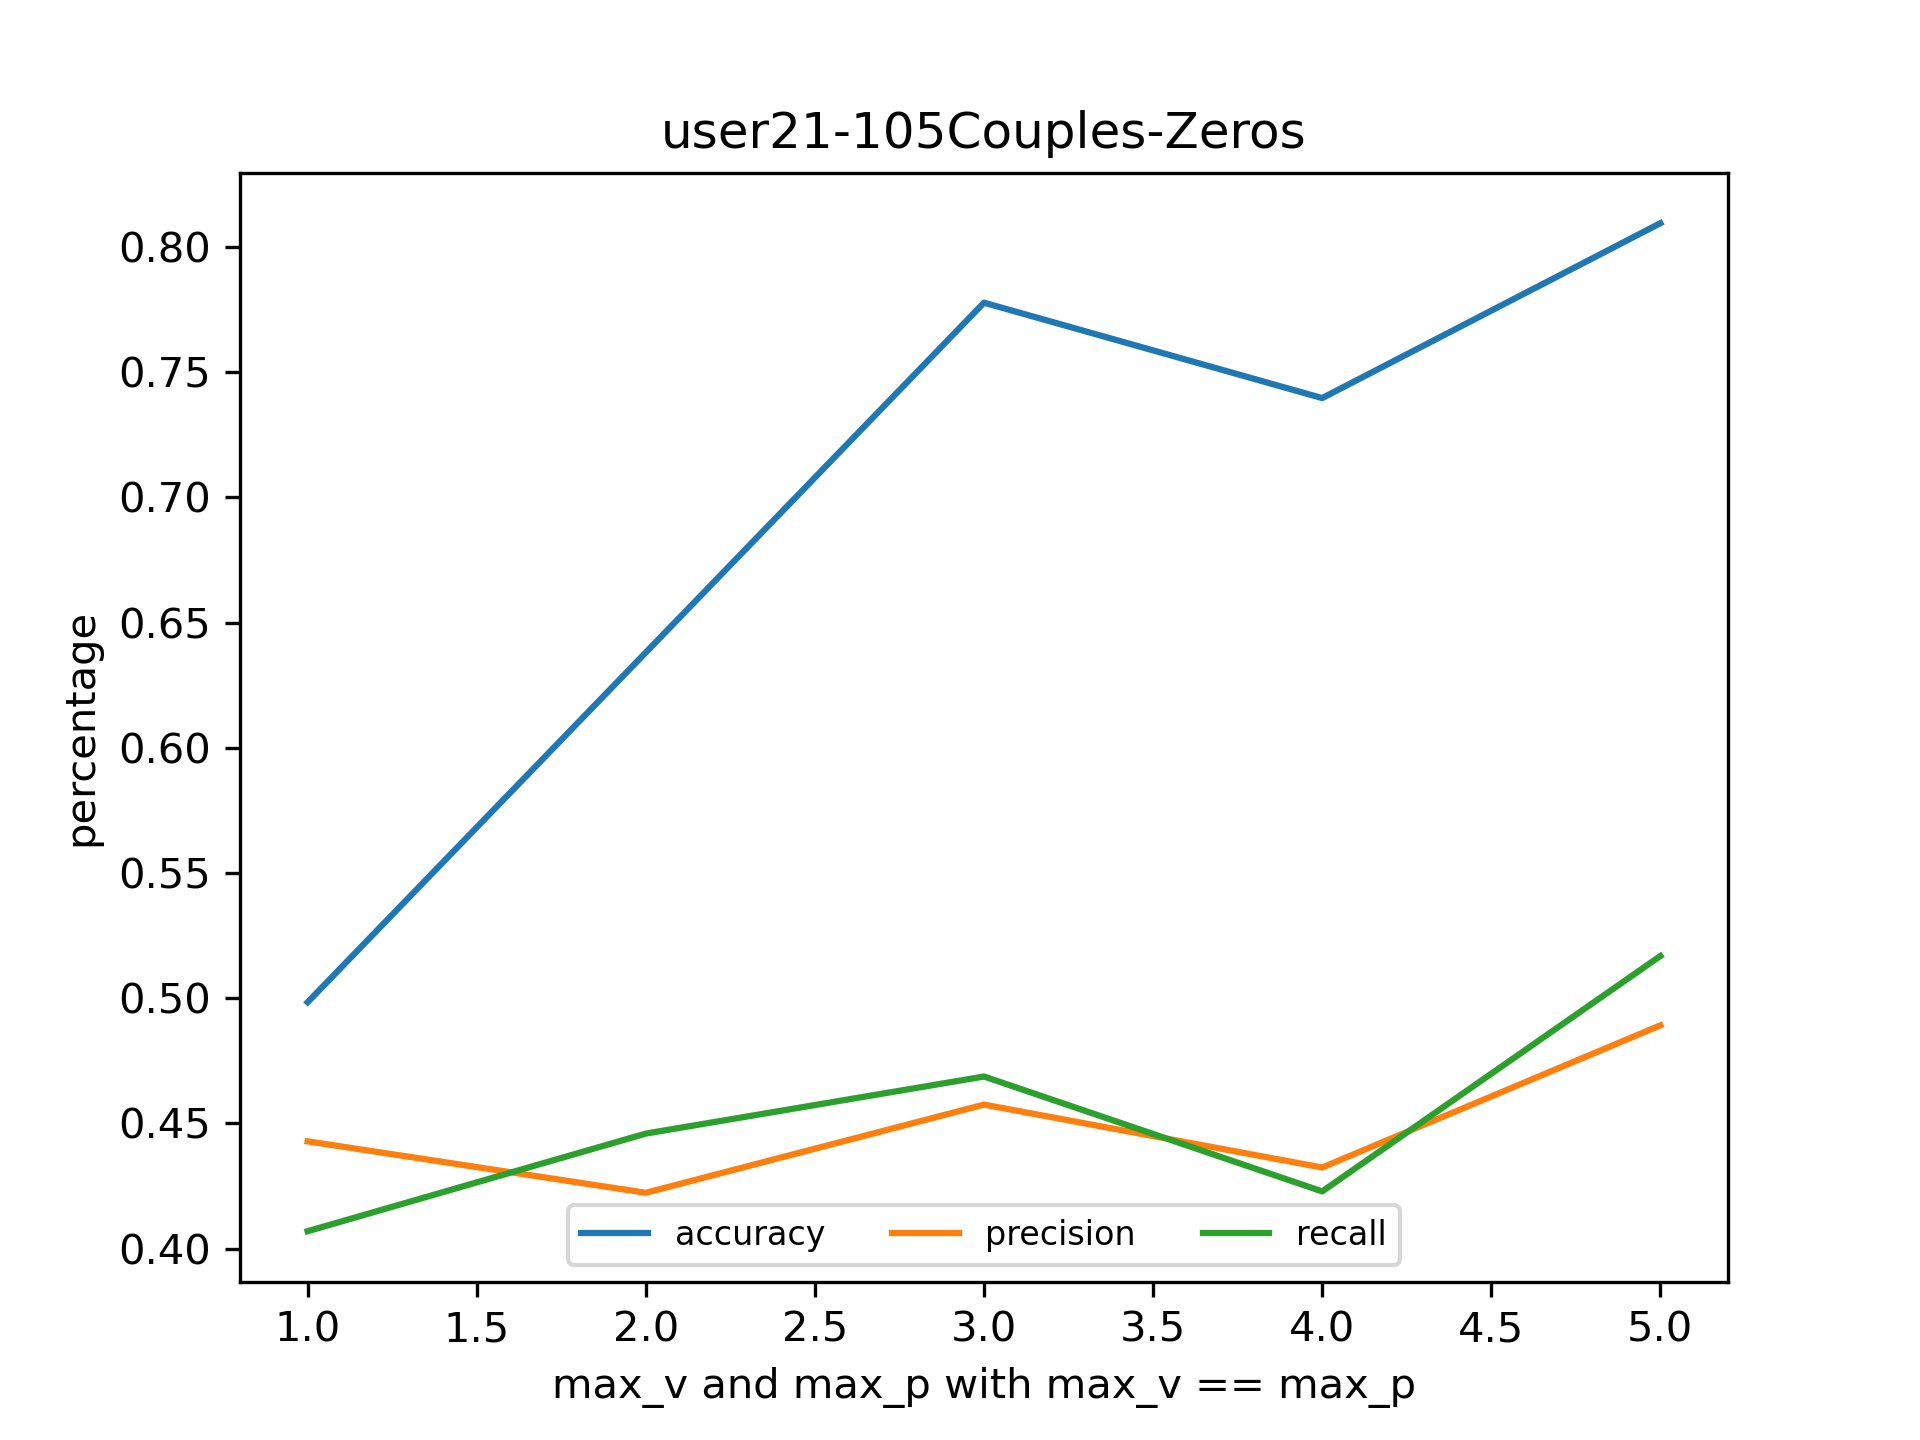 user21-105Couples-Zeros
0.80
0.75
0.70
0.65
0.60
0.55
0.50
0.45
0.40
percentage
accuracy precision recall
1.0 1.5 2.0 2.5 3.0 3.5 4.0 4.5 5.0
max_v and max_p with max_v == max_p